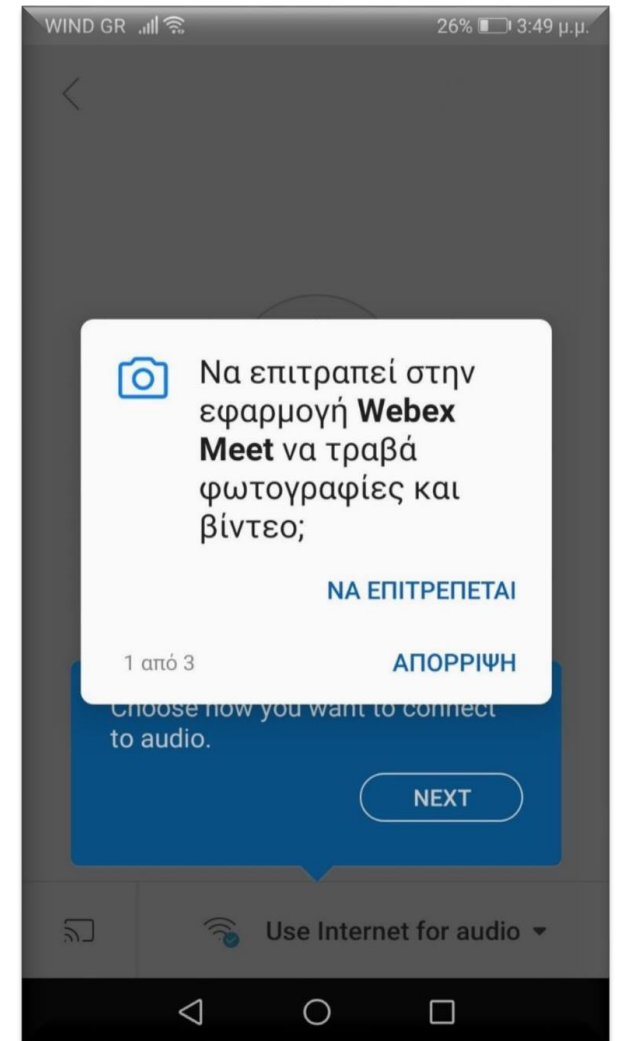 WIND GR 26% 3:49 μ.μ.
Να επιτραπεί στην
εφαρμογή Webex
Meet να τραβά
φωτογραφίες και
βίντεο;
ΝΑ ΕΠΙΤΡΕΠΕΤΑΙ
1 από 3 ΑΠΟΡΡΙΨΗ
Choose how you want to connect
to audio.
NEXT
Use Internet for audio